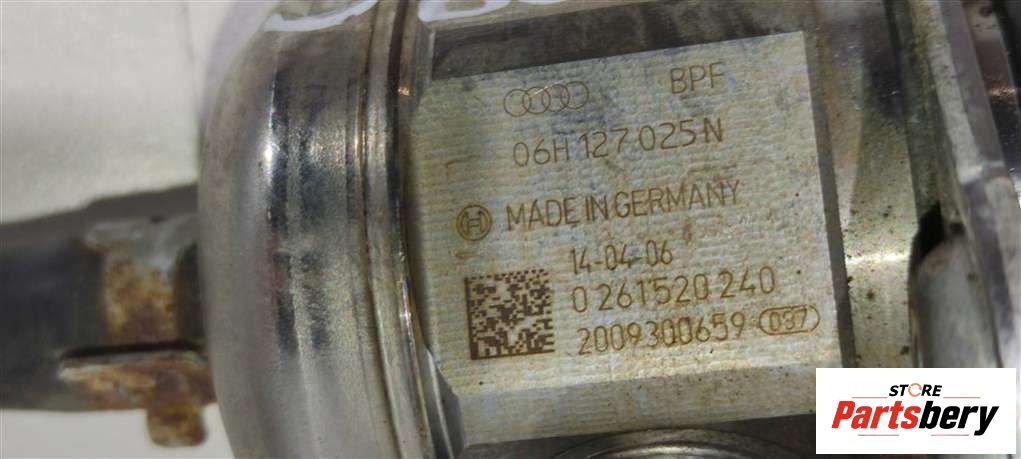 BPF
06H 127 025 N
MADE IN GERMANY
14-04-06
0 261 520 240
2009300659 037
STORE
Partsbery